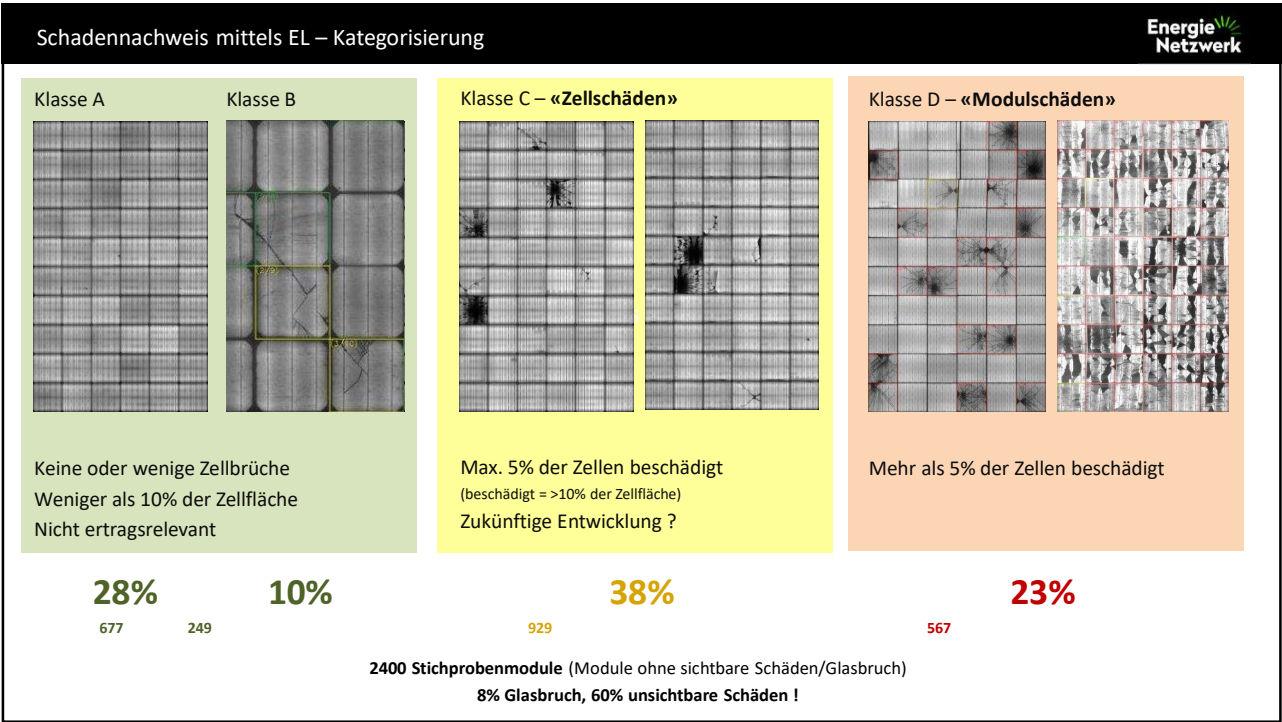 Schadennachweis mittels EL – Kategorisierung
Energie
Netzwerk
Klasse A
Klasse B
Keine oder wenige Zellbrüche
Weniger als 10% der Zellfläche
Nicht ertragsrelevant
Klasse C – «Zellschäden»
Max. 5% der Zellen beschädigt
(beschädigt = >10% der Zellfläche)
Zukünftige Entwicklung ?
Klasse D – «Modulschäden»
Mehr als 5% der Zellen beschädigt
28%
10%
38%
23%
677
249
929
567
2400 Stichprobenmodule (Module ohne sichtbare Schäden/Glasbruch)
8% Glasbruch, 60% unsichtbare Schäden !